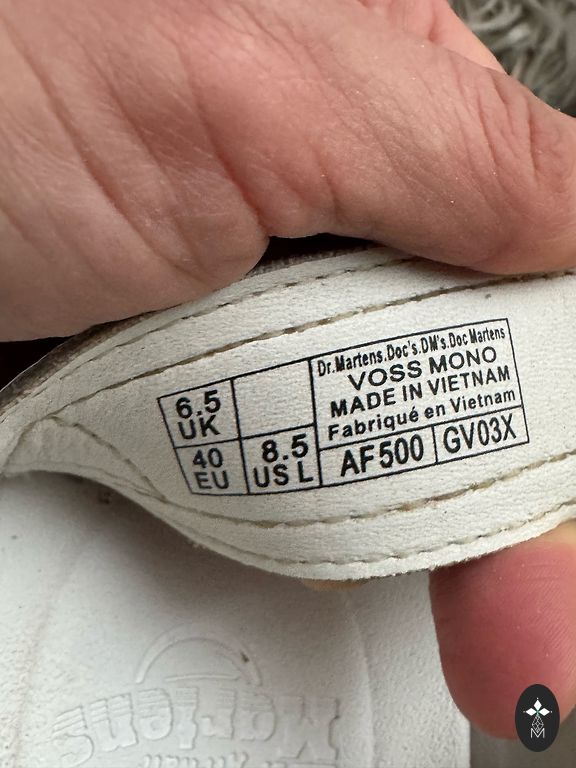 6.5
UK
40
EU
8.5
US L
Dr.Martens.Doc's.DM's.Doc Martens
VOSS MONO
MADE IN VIETNAM
Fabriqué en Vietnam
AF500
GV03X
Martens
M